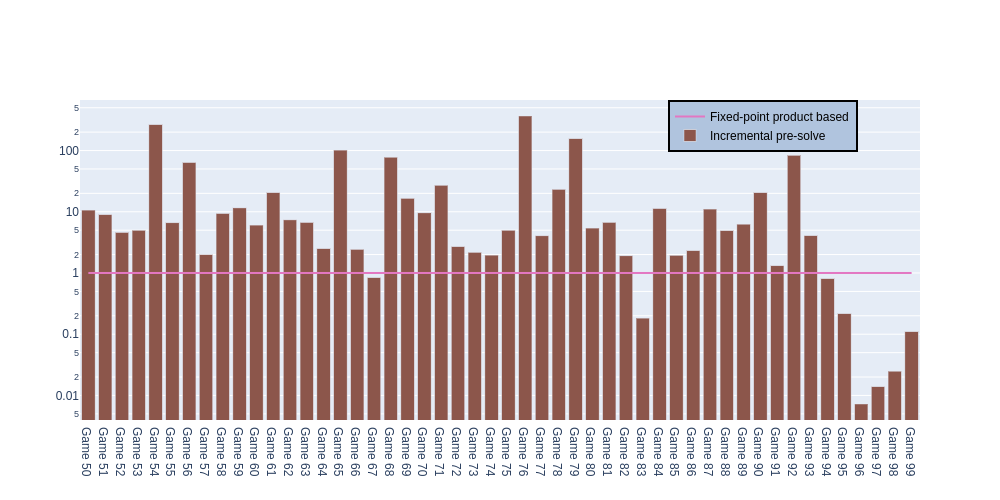 5
2
100
5
2
10
5
2
1
5
2
0.1
5
2
0.01
5
Fixed-point product based
Incremental pre-solve
Game 50
Game 51
Game 52
Game 53
Game 54
Game 55
Game 56
Game 57
Game 58
Game 59
Game 60
Game 61
Game 62
Game 63
Game 64
Game 65
Game 66
Game 67
Game 68
Game 69
Game 70
Game 71
Game 72
Game 73
Game 74
Game 75
Game 76
Game 77
Game 78
Game 79
Game 80
Game 81
Game 82
Game 83
Game 84
Game 85
Game 86
Game 87
Game 88
Game 89
Game 90
Game 91
Game 92
Game 93
Game 94
Game 95
Game 96
Game 97
Game 98
Game 99